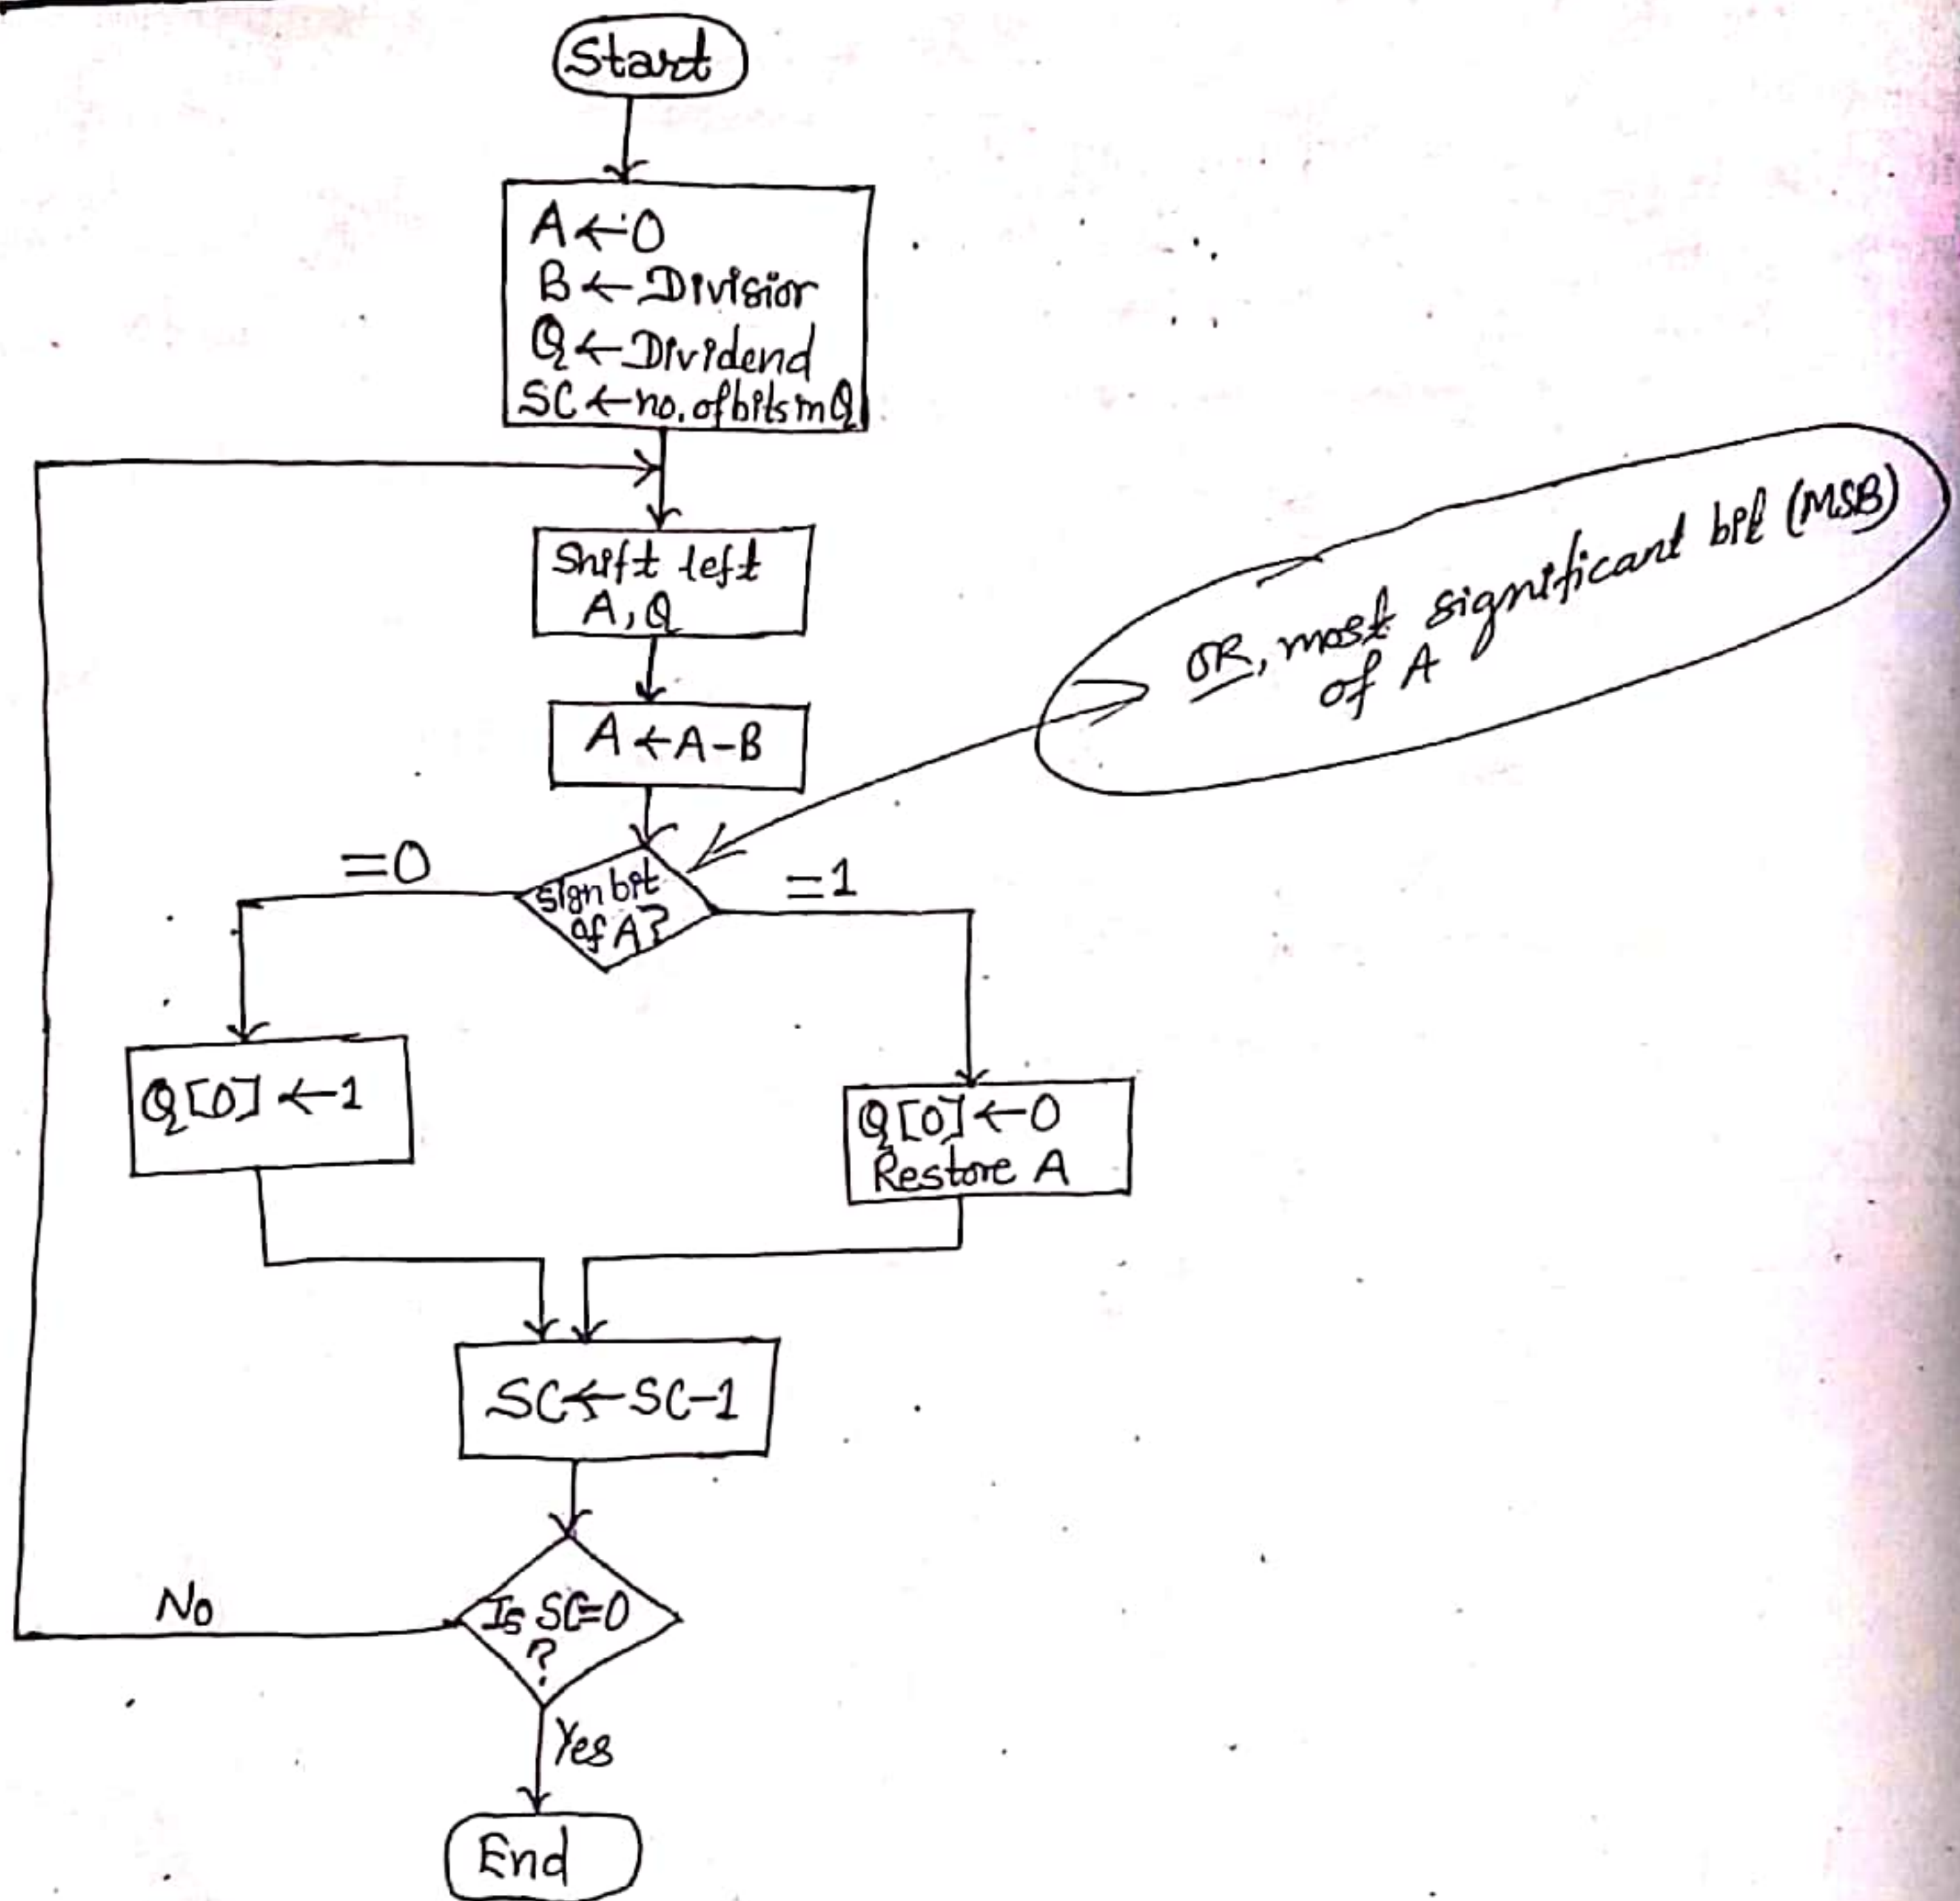 Start
A ← 0
B ← Divisior
Q ← Dividend
SC ← no. of bits in Q
Shift left
A, Q
OR, most significant bit (MSB)
of A
A ← A-B
=0
sign bit
of A?
=1
Q[0] ← 1
Q[0] ← 0
Restore A
SC ← SC-1
No
Is SC=0
?
Yes
End